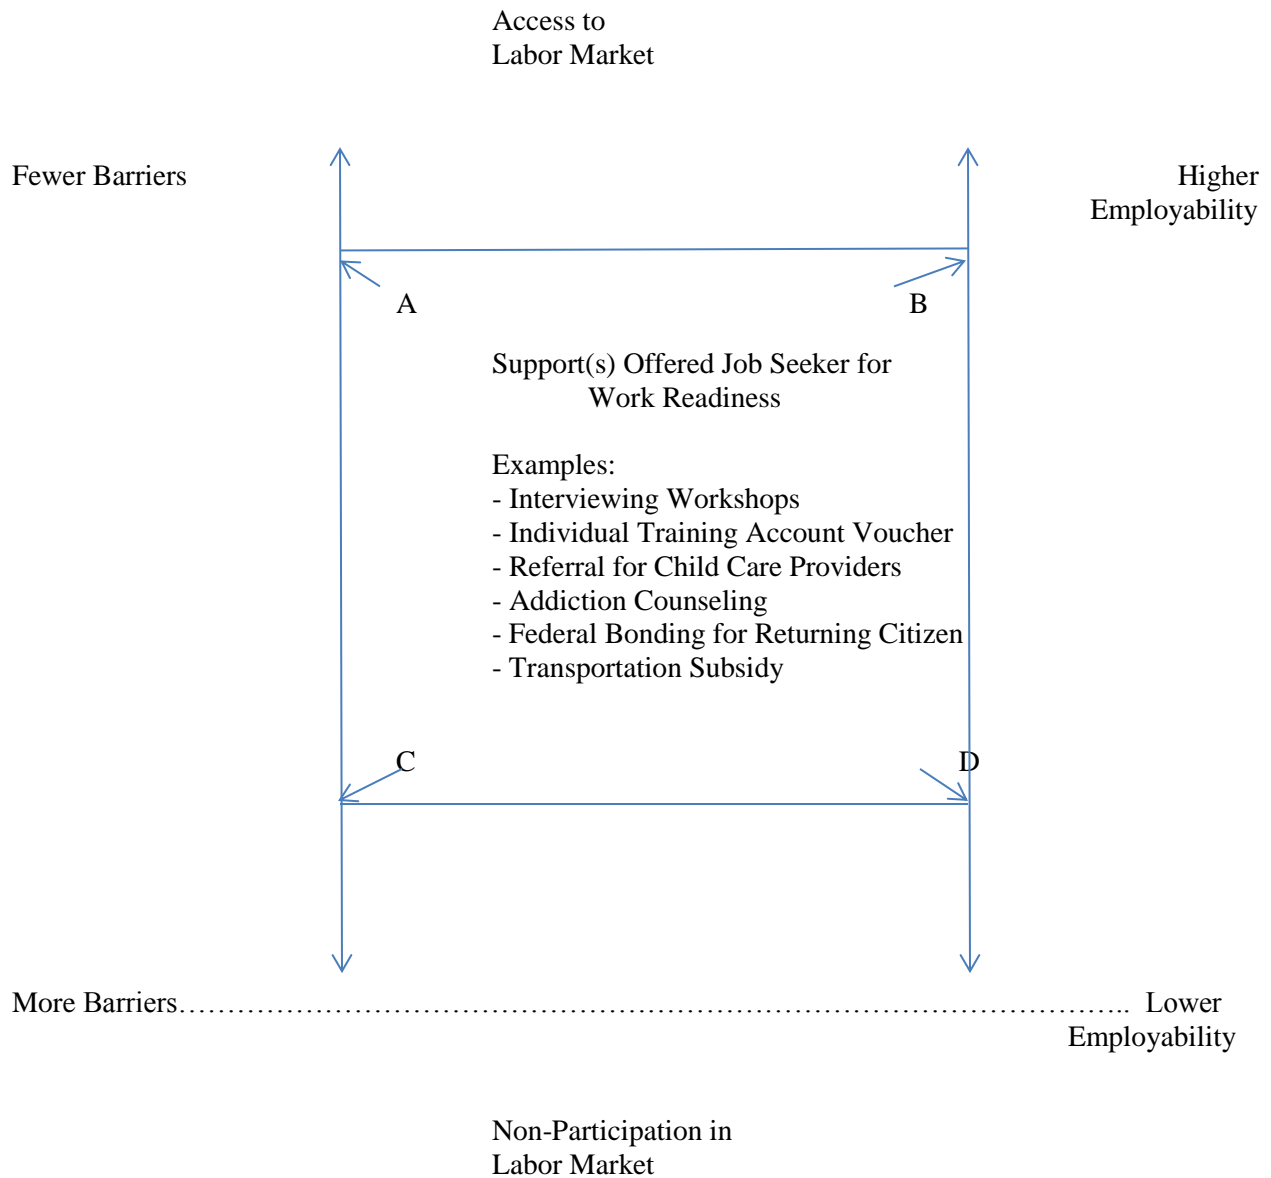 Access to
Labor Market
Fewer Barriers
Higher
Employability
A
B
Support(s) Offered Job Seeker for
Work Readiness
Examples:
- Interviewing Workshops
- Individual Training Account Voucher
- Referral for Child Care Providers
- Addiction Counseling
- Federal Bonding for Returning Citizen
- Transportation Subsidy
C
D
More Barriers……………………………………………………………………………….. Lower
Employability
Non-Participation in
Labor Market